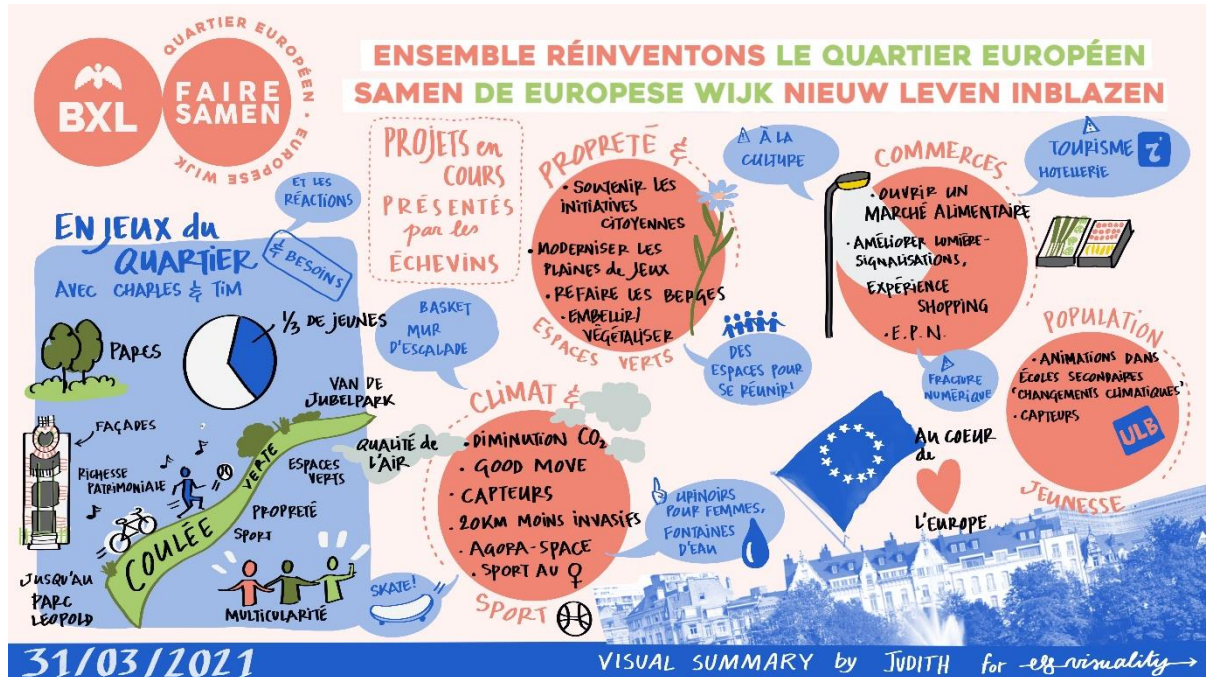 BXL
FAIRE
SAMEN
QUARTIER EUROPÉEN · EUROPESE WIJK
ENSEMBLE RÉINVENTONS LE QUARTIER EUROPÉEN
SAMEN DE EUROPESE WIJK NIEUW LEVEN INBLAZEN
ENJEUX du
QUARTIER
& BESOINS
ET LES
RÉACTIONS
AVEC CHARLES & TIM
PARCS
1/3 DE JEUNES
FAÇADES
RICHESSE
PATRIMONIALE
VAN DE
JUBELPARK
COULÉE VERTE
ESPACES
VERTS
PROPRETÉ
SPORT
JUSQU'AU
PARC
LÉOPOLD
MULTICULARITÉ
PROJETS en
COURS
PRÉSENTÉS
par les
ÉCHEVINS
BASKET
MUR
D'ESCALADE
PROPRETÉ &
• SOUTENIR LES
INITIATIVES
CITOYENNES
• MODERNISER LES
PLAINES de JEUX
• REFAIRE LES BERGES
• EMBELLIR/
VÉGÉTALISER
ESPACES VERTS
⚠ À LA
CULTURE
DES
ESPACES POUR
SE RÉUNIR!
CLIMAT &
QUALITÉ de
L'AIR
• DIMINUTION CO₂
• GOOD MOVE
• CAPTEURS
• 20KM MOINS INVASIFS
• AGORA-SPACE
• SPORT AU ♀
SPORT
SKATE!
URINOIRS
POUR FEMMES,
FONTAINES
D'EAU
COMMERCES
• OUVRIR UN
MARCHÉ ALIMENTAIRE
• AMÉLIORER LUMIÈRE-
SIGNALISATIONS,
EXPÉRIENCE
SHOPPING
• E.P.N.
⚠ TOURISME i
HOTELLERIE
⚠
FRACTURE
NUMÉRIQUE
POPULATION
• ANIMATIONS DANS
ÉCOLES SECONDAIRES
"CHANGEMENTS CLIMATIQUES"
• CAPTEURS
ULB
JEUNESSE
AU COEUR
de
L'EUROPE
31/03/2021
VISUAL SUMMARY by JUDITH for visuality